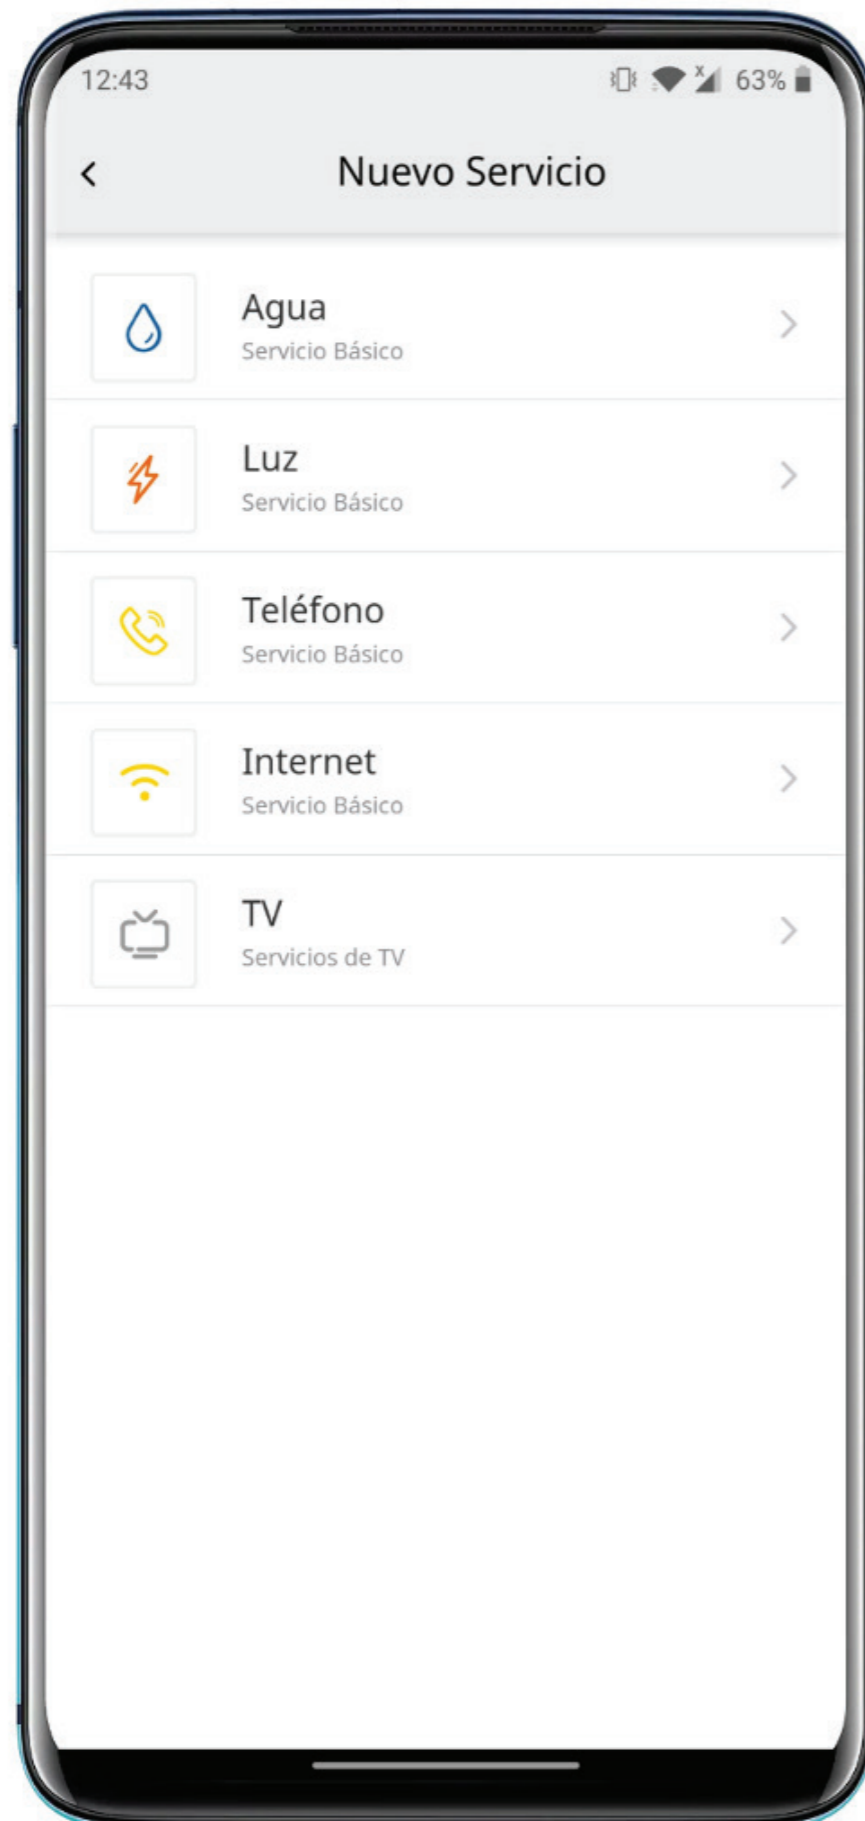 12:43
63%
Nuevo Servicio
Agua
Servicio Básico
Luz
Servicio Básico
Teléfono
Servicio Básico
Internet
Servicio Básico
TV
Servicios de TV